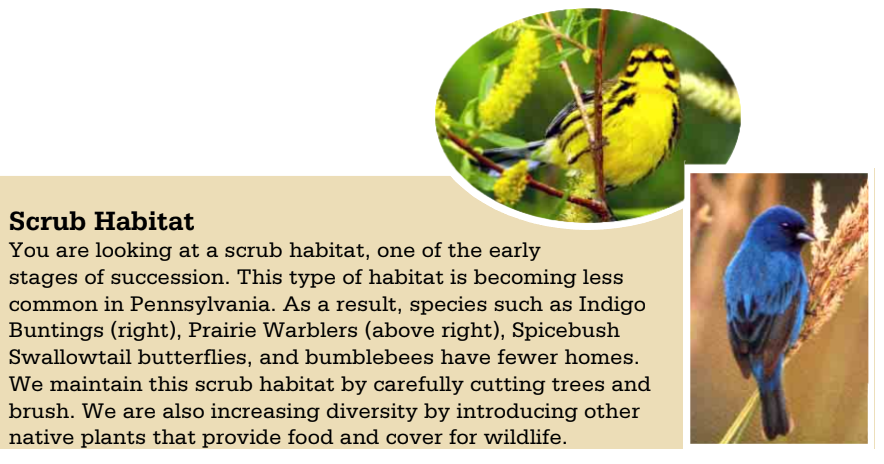 Scrub Habitat
You are looking at a scrub habitat, one of the early
stages of succession. This type of habitat is becoming less
common in Pennsylvania. As a result, species such as Indigo
Buntings (right), Prairie Warblers (above right), Spicebush
Swallowtail butterflies, and bumblebees have fewer homes.
We maintain this scrub habitat by carefully cutting trees and
brush. We are also increasing diversity by introducing other
native plants that provide food and cover for wildlife.